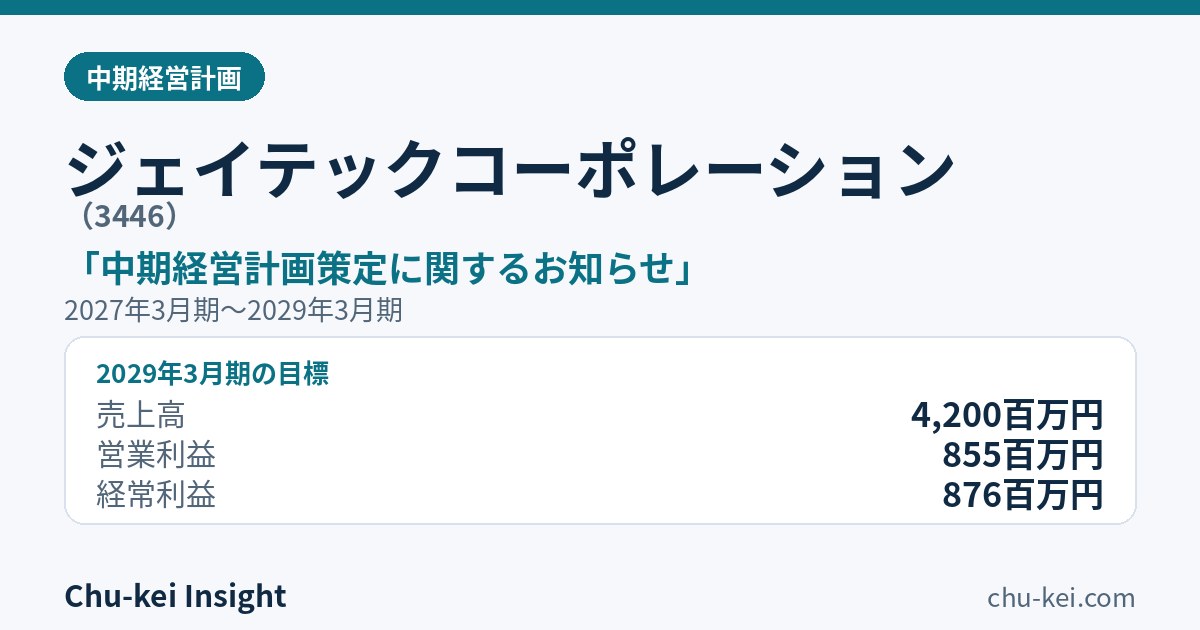 中期経営計画
ジェイテックコーポレーション
（3446）
「中期経営計画策定に関するお知らせ」
2027年3月期～2029年3月期
2029年3月期の目標
売上高 4,200百万円
営業利益 855百万円
経常利益 876百万円
Chu-kei Insight chu-kei.com